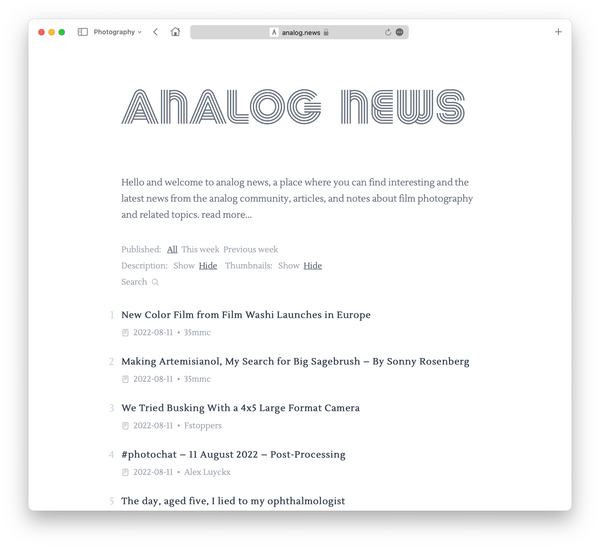 Photography
A analog.news
ANALOG NEWS
Hello and welcome to analog news, a place where you can find interesting and the
latest news from the analog community, articles, and notes about film photography
and related topics. read more...
Published: All This week Previous week
Description: Show Hide Thumbnails: Show Hide
Search
1 New Color Film from Film Washi Launches in Europe
2022-08-11 • 35mmc
2 Making Artemisianol, My Search for Big Sagebrush – By Sonny Rosenberg
2022-08-11 • 35mmc
3 We Tried Busking With a 4x5 Large Format Camera
2022-08-11 • Fstoppers
4 #photochat – 11 August 2022 – Post-Processing
2022-08-11 • Alex Luyckx
5 The day, aged five, I lied to my ophthalmologist